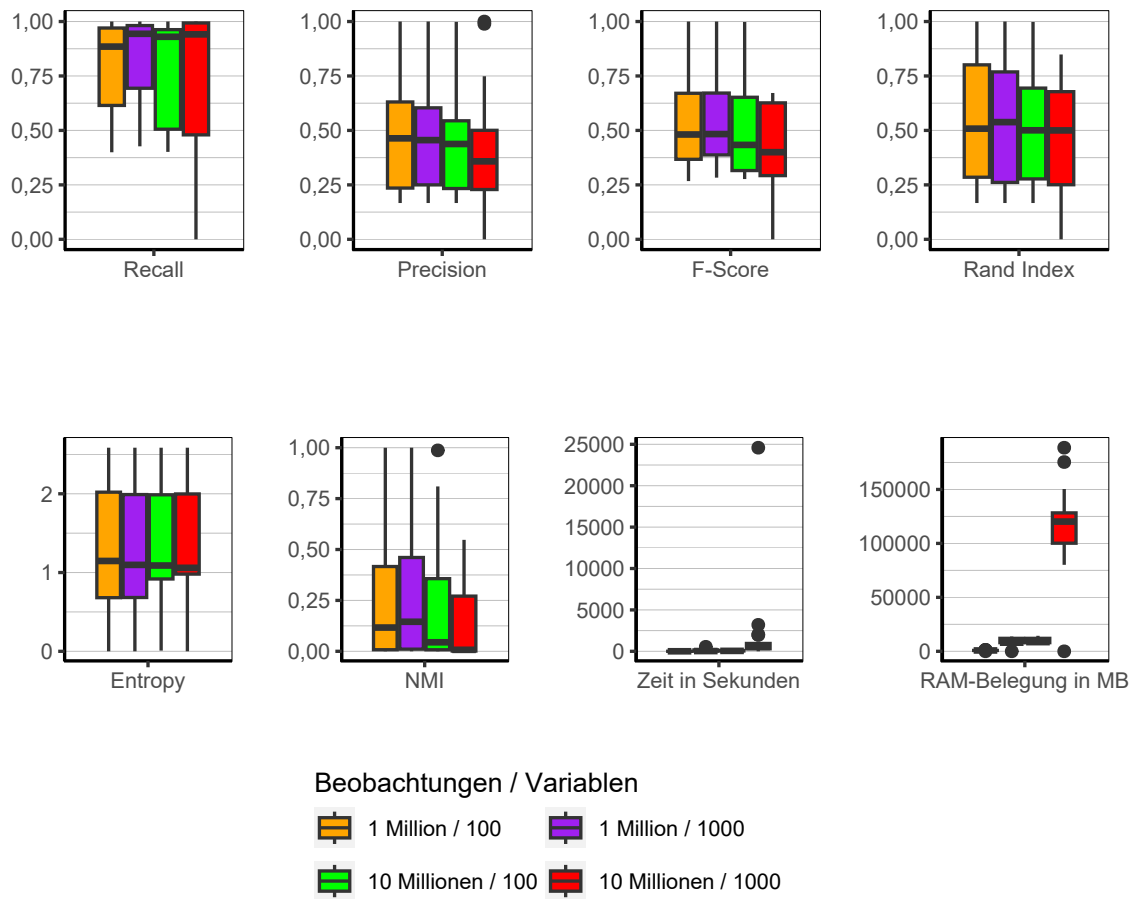 1,00
0,75
0,50
0,25
0,00
Recall
1,00
0,75
0,50
0,25
0,00
Precision
1,00
0,75
0,50
0,25
0,00
F-Score
1,00
0,75
0,50
0,25
0,00
Rand Index
2
1
0
Entropy
1,00
0,75
0,50
0,25
0,00
NMI
25000
20000
15000
10000
5000
0
Zeit in Sekunden
150000
100000
50000
0
RAM-Belegung in MB
Beobachtungen / Variablen
1 Million / 100
1 Million / 1000
10 Millionen / 100
10 Millionen / 1000